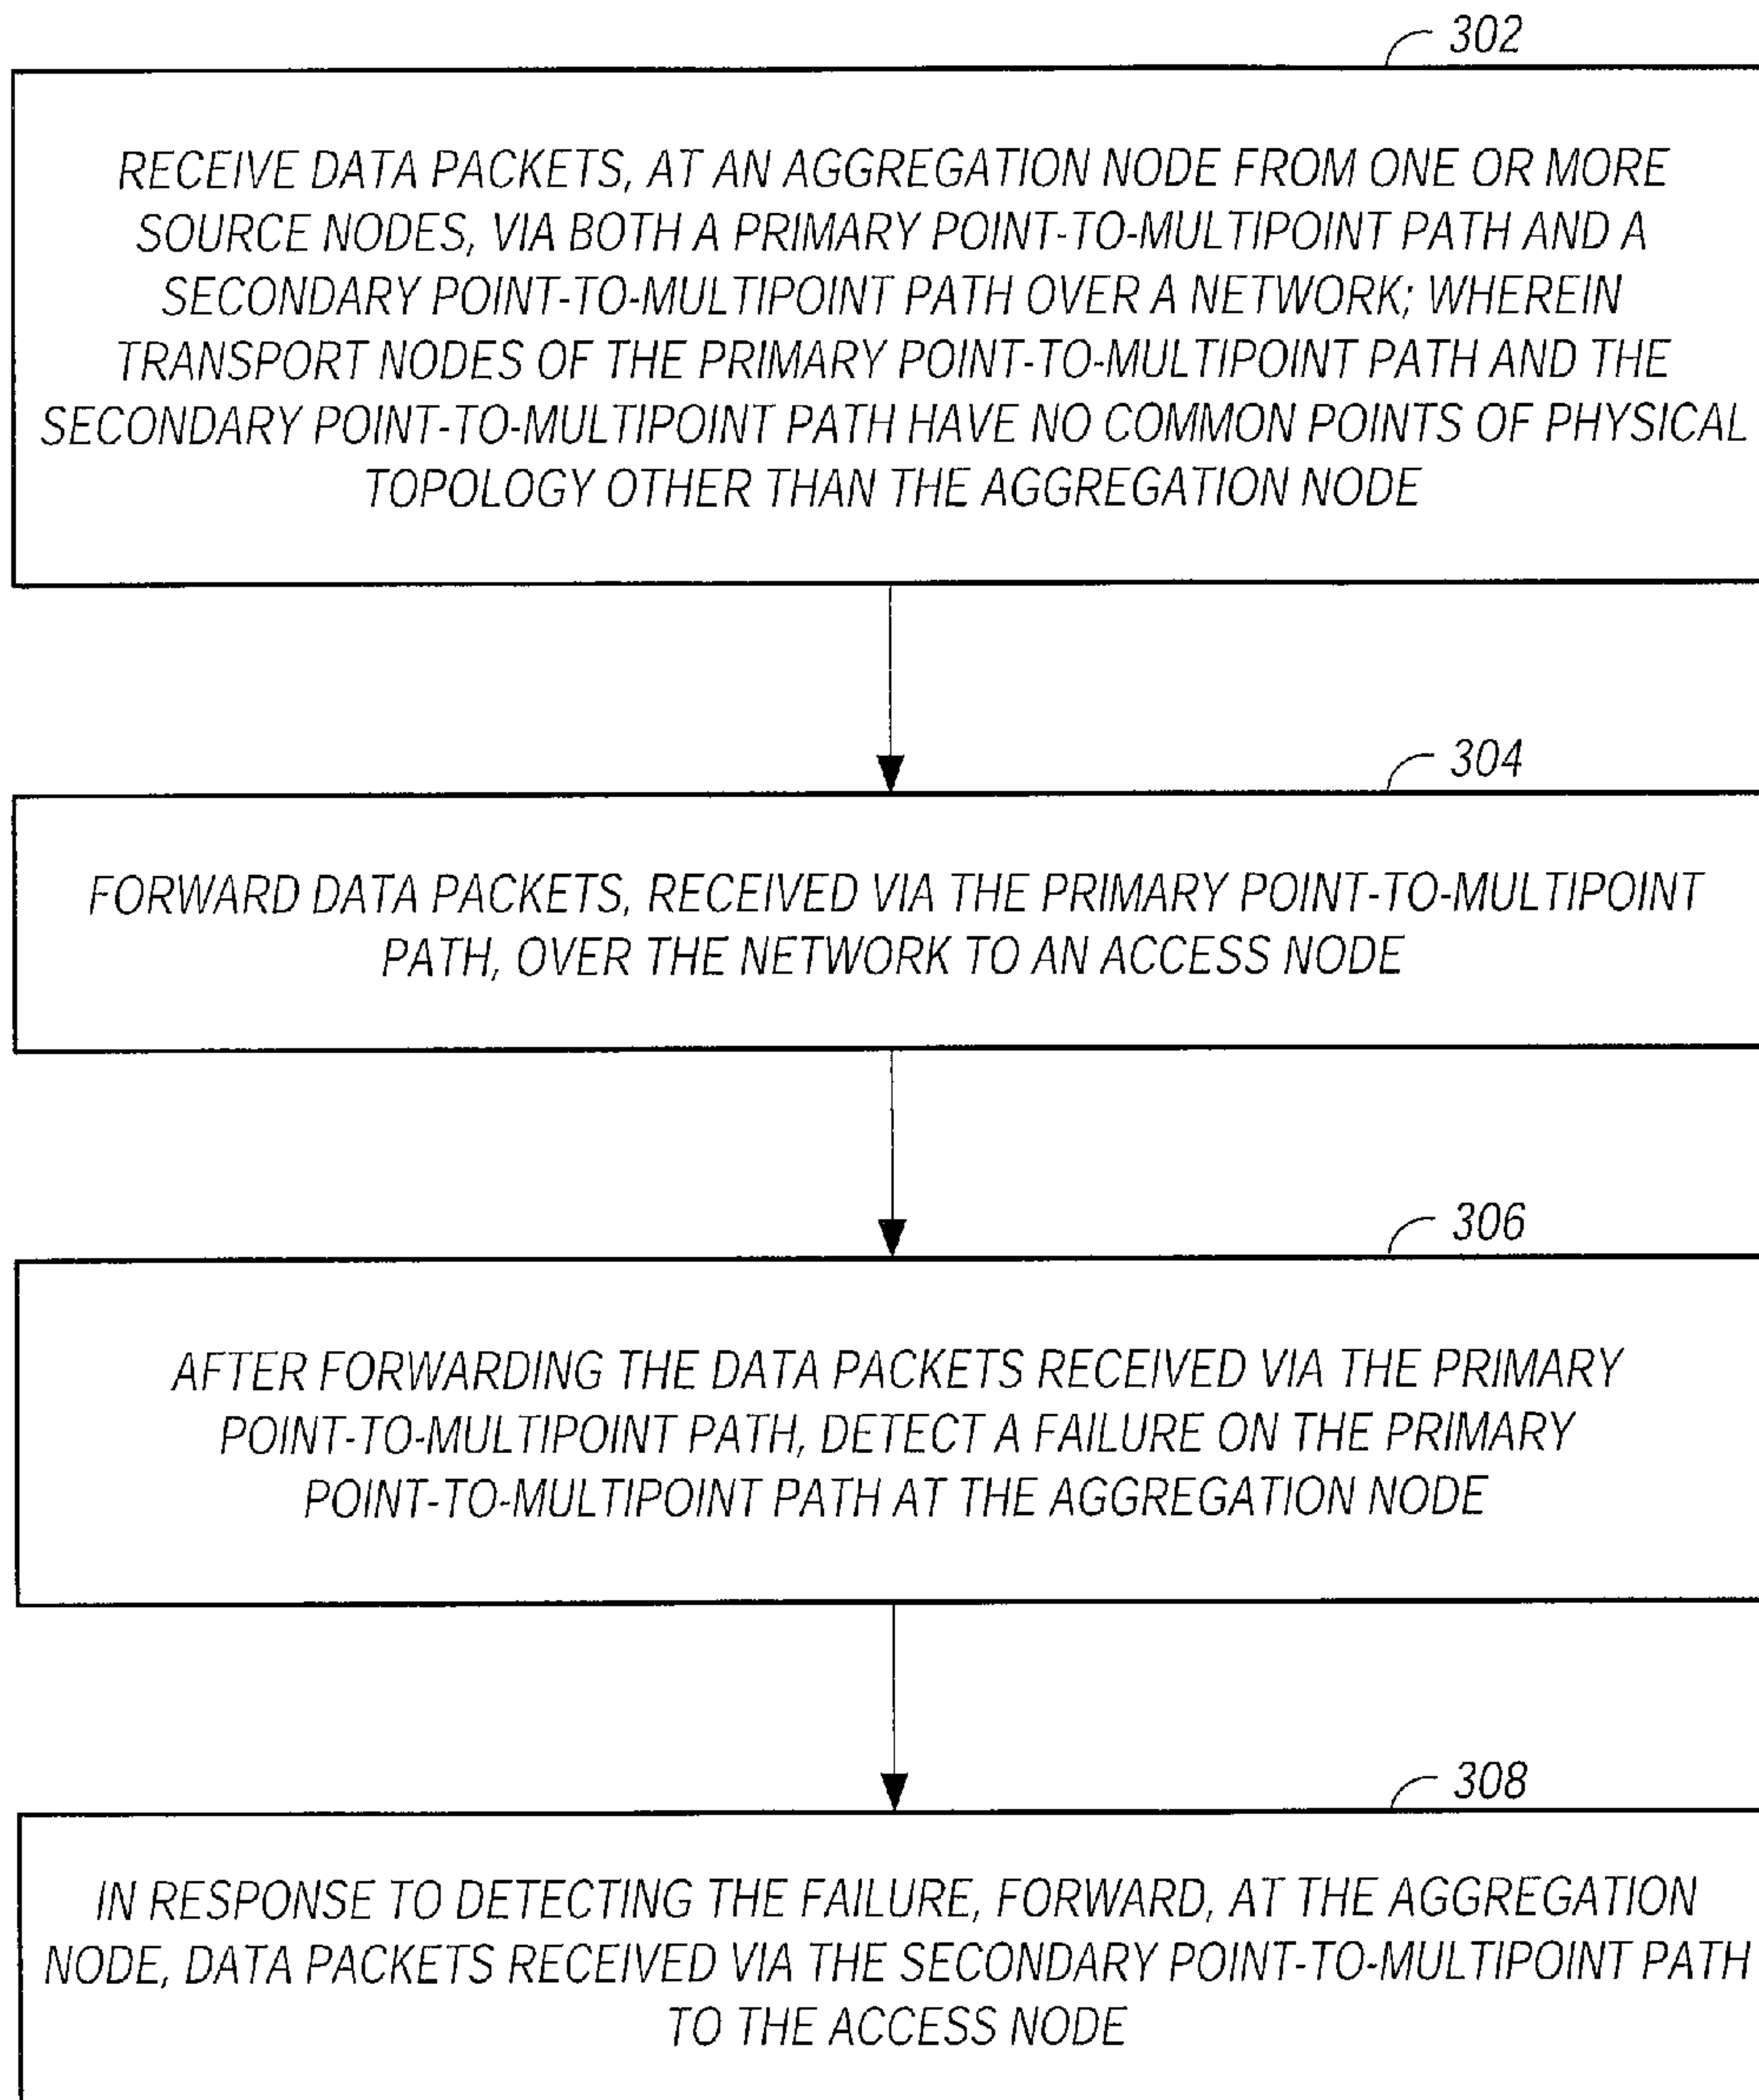 302
RECEIVE DATA PACKETS, AT AN AGGREGATION NODE FROM ONE OR MORE
SOURCE NODES, VIA BOTH A PRIMARY POINT-TO-MULTIPOINT PATH AND A
SECONDARY POINT-TO-MULTIPOINT PATH OVER A NETWORK; WHEREIN
TRANSPORT NODES OF THE PRIMARY POINT-TO-MULTIPOINT PATH AND THE
SECONDARY POINT-TO-MULTIPOINT PATH HAVE NO COMMON POINTS OF PHYSICAL
TOPOLOGY OTHER THAN THE AGGREGATION NODE
304
FORWARD DATA PACKETS, RECEIVED VIA THE PRIMARY POINT-TO-MULTIPOINT
PATH, OVER THE NETWORK TO AN ACCESS NODE
306
AFTER FORWARDING THE DATA PACKETS RECEIVED VIA THE PRIMARY
POINT-TO-MULTIPOINT PATH, DETECT A FAILURE ON THE PRIMARY
POINT-TO-MULTIPOINT PATH AT THE AGGREGATION NODE
308
IN RESPONSE TO DETECTING THE FAILURE, FORWARD, AT THE AGGREGATION
NODE, DATA PACKETS RECEIVED VIA THE SECONDARY POINT-TO-MULTIPOINT PATH
TO THE ACCESS NODE